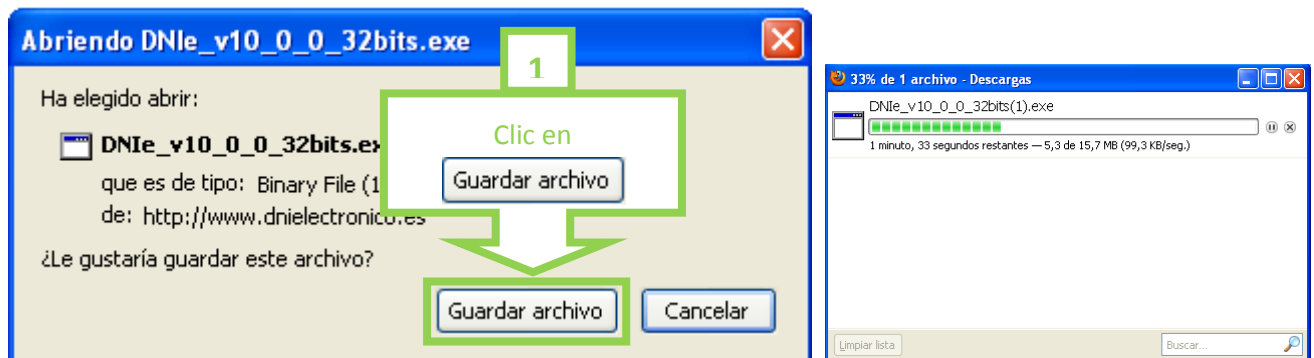 Abriendo DNIe_v10_0_0_32bits.exe
1
Ha elegido abrir:
DNIe_v10_0_0_32bits.ex
Clic en
que es de tipo: Binary File (1
Guardar archivo
de: http://www.dnielectronico.es
¿Le gustaría guardar este archivo?
Guardar archivo
Cancelar
33% de 1 archivo - Descargas
DNIe_v10_0_0_32bits(1).exe
1 minuto, 33 segundos restantes — 5,3 de 15,7 MB (99,3 KB/seg.)
Limpiar lista
Buscar...